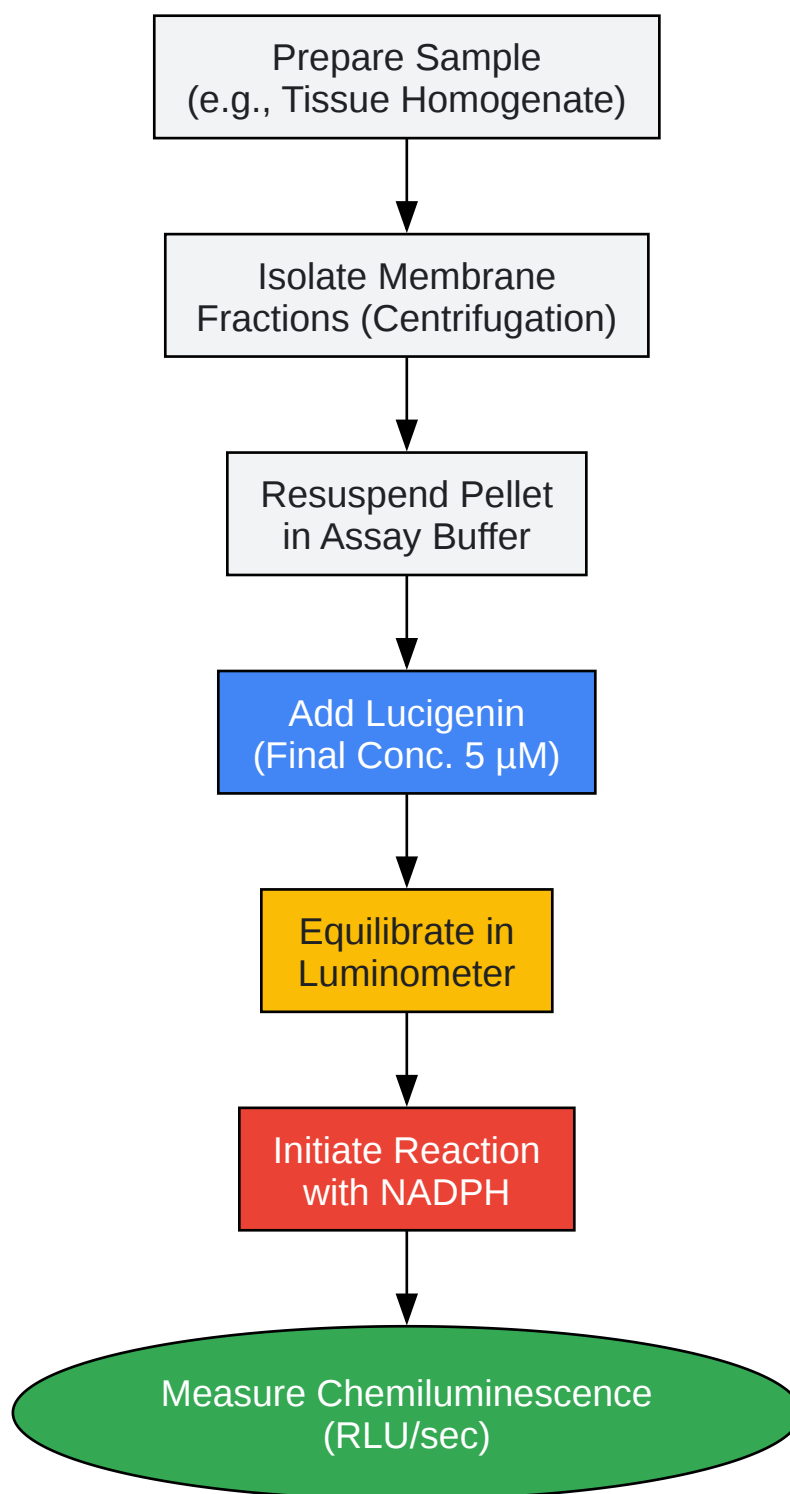 Prepare Sample
(e.g., Tissue Homogenate)
Isolate Membrane
Fractions (Centrifugation)
Resuspend Pellet
in Assay Buffer
Add Lucigenin
(Final Conc. 5 µM)
Equilibrate in
Luminometer
Initiate Reaction
with NADPH
Measure Chemiluminescence
(RLU/sec)